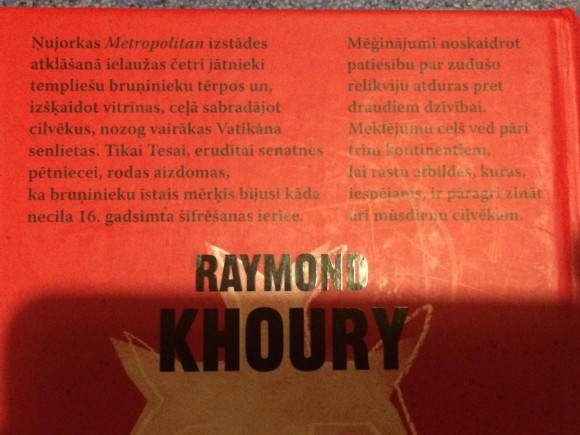 Ņujorkas Metropolitan izstādes
atklāšanā ielaužas četri jātnieki
templiešu bruņinieku tērpos un,
izšķaidot vitrīnas, ceļā sabradājot
cilvēkus, nozog vairākas Vatikāna
senlietas. Tikai Tesai, erudītai senatnes
pētniecei, rodas aizdomas,
ka bruņinieku īstais mērķis bijusi kāda
necila 16. gadsimta šifrēšanas ierīce.
Mēģinājumi noskaidrot
patiesību par zudušo
relikviju atduras pret
draudiem dzīvībai.
Meklējumu ceļš ved pāri
trim kontinentiem,
lai rastu atbildes, kuras,
iespējams, ir pāragri zināt
arī mūsdienu cilvēkam.
RAYMOND
KHOURY